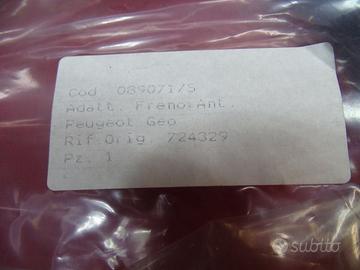 Cod. 089071/S
Adatt. Freno Ant.
Peugeot Geo
Rif.Orig. 724329
Pz. 1
subito